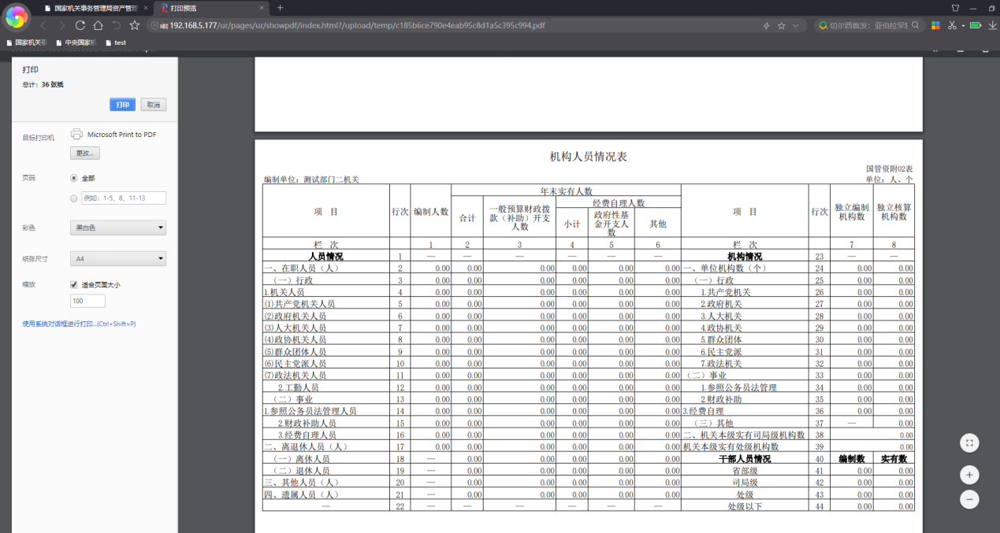 国家机关事务管理局资产管理
打印预览
192.168.5.177/ur/pages/ur/showpdf/index.html?/upload/temp/c185b6ce790e4eab95c8d1a5c395c994.pdf
切尔西首发：亚伯拉罕打
国家机关事
中央国家机
test
打印
总计：36 张纸
打印
取消
目标打印机
Microsoft Print to PDF
更改...
页码
全部
例如：1-5、8、11-13
彩色
黑白色
纸张尺寸
A4
缩放
适合页面大小
100
使用系统对话框进行打印...(Ctrl+Shift+P)
机构人员情况表
国管资附02表
编制单位：测试部门二机关 单位：人、个
年末实有人数
经费自理人数
项 目 行次 编制人数 合计 一般预算财政拨款（补助）开支人数 小计 政府性基金开支人数 其他 项 目 行次 独立编制机构数 独立核算机构数
栏 次 1 2 3 4 5 6 栏 次 7 8
人员情况 1 — — — — — — 机构情况 23 — —
一、在职人员（人） 2 0.00 0.00 0.00 0.00 0.00 0.00 一、单位机构数（个） 24 0.00 0.00
（一）行政 3 0.00 0.00 0.00 0.00 0.00 0.00 （一）行政 25 0.00 0.00
1.机关人员 4 0.00 0.00 0.00 0.00 0.00 0.00 1.共产党机关 26 0.00 0.00
(1)共产党机关人员 5 0.00 0.00 0.00 0.00 0.00 0.00 2.政府机关 27 0.00 0.00
(2)政府机关人员 6 0.00 0.00 0.00 0.00 0.00 0.00 3.人大机关 28 0.00 0.00
(3)人大机关人员 7 0.00 0.00 0.00 0.00 0.00 0.00 4.政协机关 29 0.00 0.00
(4)政协机关人员 8 0.00 0.00 0.00 0.00 0.00 0.00 5.群众团体 30 0.00 0.00
(5)群众团体人员 9 0.00 0.00 0.00 0.00 0.00 0.00 6.民主党派 31 0.00 0.00
(6)民主党派人员 10 0.00 0.00 0.00 0.00 0.00 0.00 7.政法机关 32 0.00 0.00
(7)政法机关人员 11 0.00 0.00 0.00 0.00 0.00 0.00 （二）事业 33 0.00 0.00
2.工勤人员 12 0.00 0.00 0.00 0.00 0.00 0.00 1.参照公务员法管理 34 0.00 0.00
（二）事业 13 0.00 0.00 0.00 0.00 0.00 0.00 2.财政补助 35 0.00 0.00
1.参照公务员法管理人员 14 0.00 0.00 0.00 0.00 0.00 0.00 3.经费自理 36 0.00 0.00
2.财政补助人员 15 0.00 0.00 0.00 0.00 0.00 0.00 （三）其他 37 — 0.00
3.经费自理人员 16 0.00 0.00 0.00 0.00 0.00 0.00 二、机关本级实有司局级机构数 38 0.00
二、离退休人员（人） 17 0.00 0.00 0.00 0.00 0.00 0.00 机关本级实有处级机构数 39 0.00
（一）离休人员 18 — 0.00 0.00 0.00 0.00 0.00 干部人员情况 40 编制数 实有数
（二）退休人员 19 — 0.00 0.00 0.00 0.00 0.00 省部级 41 0.00 0.00
三、其他人员（人） 20 — 0.00 0.00 0.00 0.00 0.00 司局级 42 0.00 0.00
四、遗属人员（人） 21 — 0.00 0.00 0.00 0.00 0.00 处级 43 0.00 0.00
— 22 — — — — — — 处级以下 44 0.00 0.00